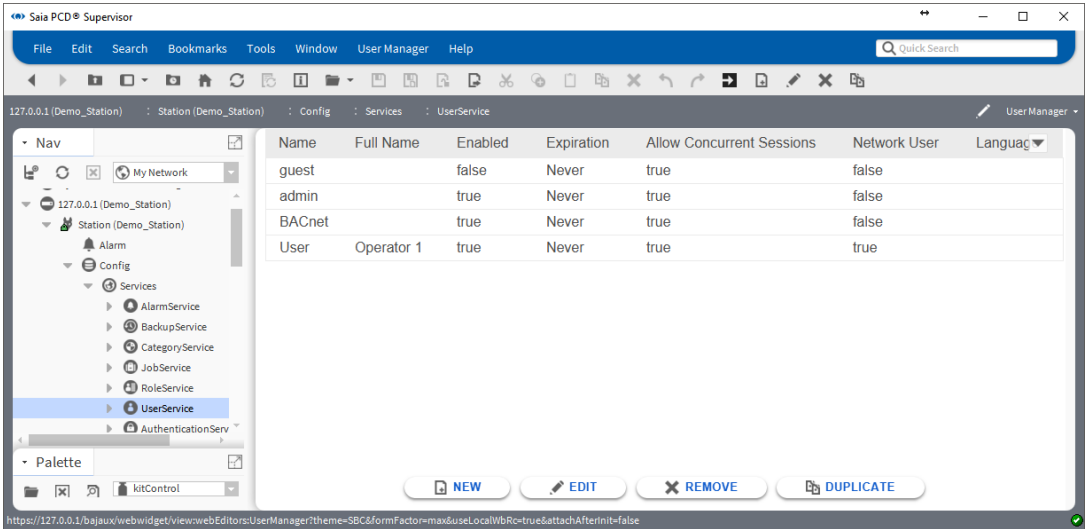 Saia PCD® Supervisor
File Edit Search Bookmarks Tools Window User Manager Help Quick Search
127.0.0.1 (Demo_Station) : Station (Demo_Station) : Config : Services : UserService User Manager
Nav
My Network
127.0.0.1 (Demo_Station)
Station (Demo_Station)
Alarm
Config
Services
AlarmService
BackupService
CategoryService
JobService
RoleService
UserService
AuthenticationServ
Palette
kitControl
Name Full Name Enabled Expiration Allow Concurrent Sessions Network User Languag
guest false Never true false
admin true Never true false
BACnet true Never true false
User Operator 1 true Never true true
NEW EDIT REMOVE DUPLICATE
https://127.0.0.1/bajaux/webwidget/view:webEditors:UserManager?theme=SBC&formFactor=max&useLocalWbRc=true&attachAfterInit=false